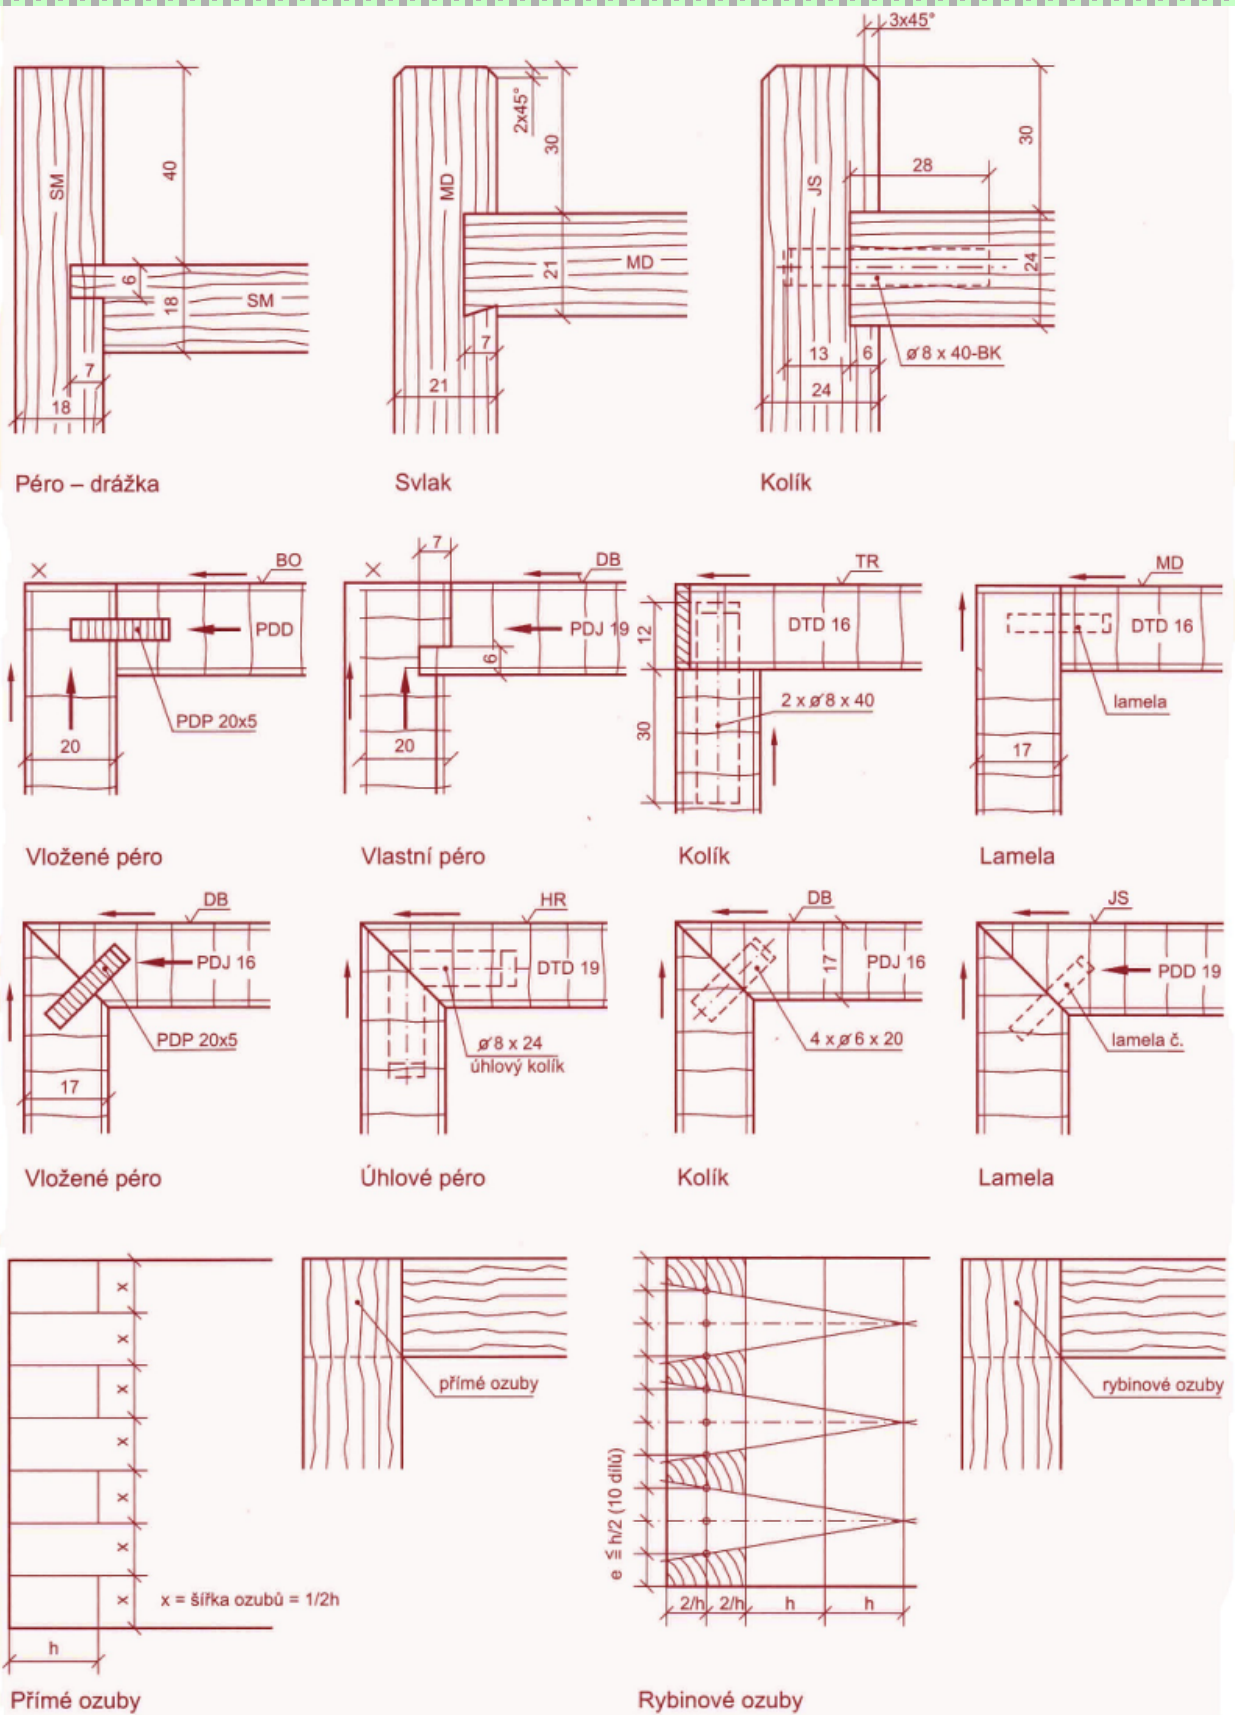 3x45°
SM
40
6
18
SM
7
18
MD
2x45°
30
21
MD
7
21
JS
28
30
24
13
6
ø 8 x 40-BK
24
Péro – drážka
Svlak
Kolík
BO
PDD
PDP 20x5
20
7
DB
PDJ 19
6
20
TR
DTD 16
12
2 x ø 8 x 40
30
MD
DTD 16
lamela
17
Vložené péro
Vlastní péro
Kolík
Lamela
DB
PDJ 16
PDP 20x5
17
HR
DTD 19
ø 8 x 24
úhlový kolík
DB
17
PDJ 16
4 x ø 6 x 20
JS
PDD 19
lamela č.
Vložené péro
Úhlové péro
Kolík
Lamela
x
x
x
x
x
x
x
x = šířka ozubů = 1/2h
h
přímé ozuby
e ≦ h/2 (10 dílů)
2/h
2/h
h
h
rybinové ozuby
Přímé ozuby
Rybinové ozuby